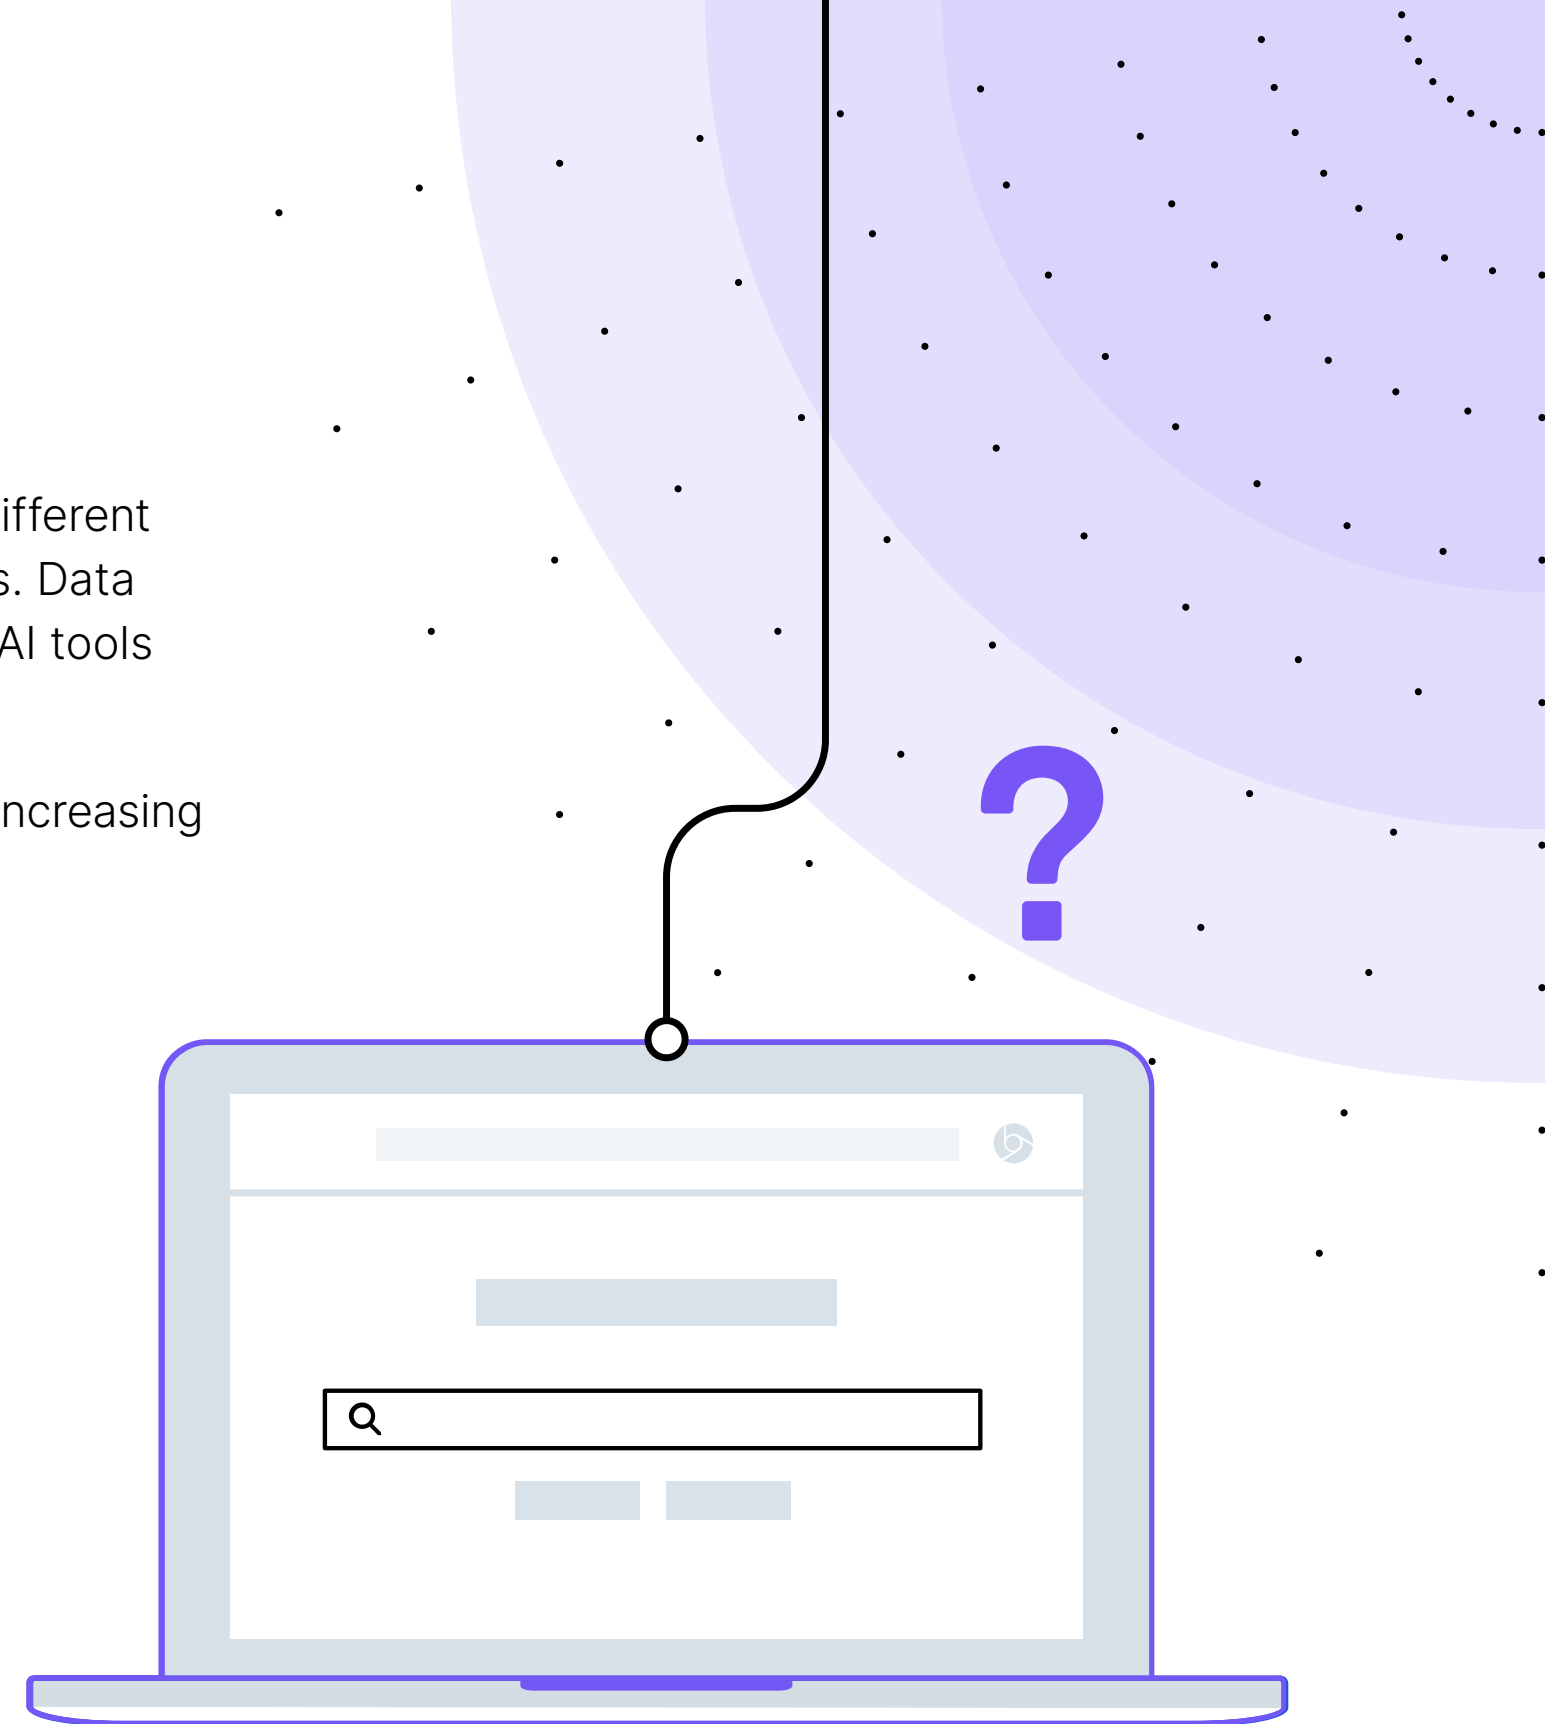 ifferent
s. Data
AI tools
ncreasing
?